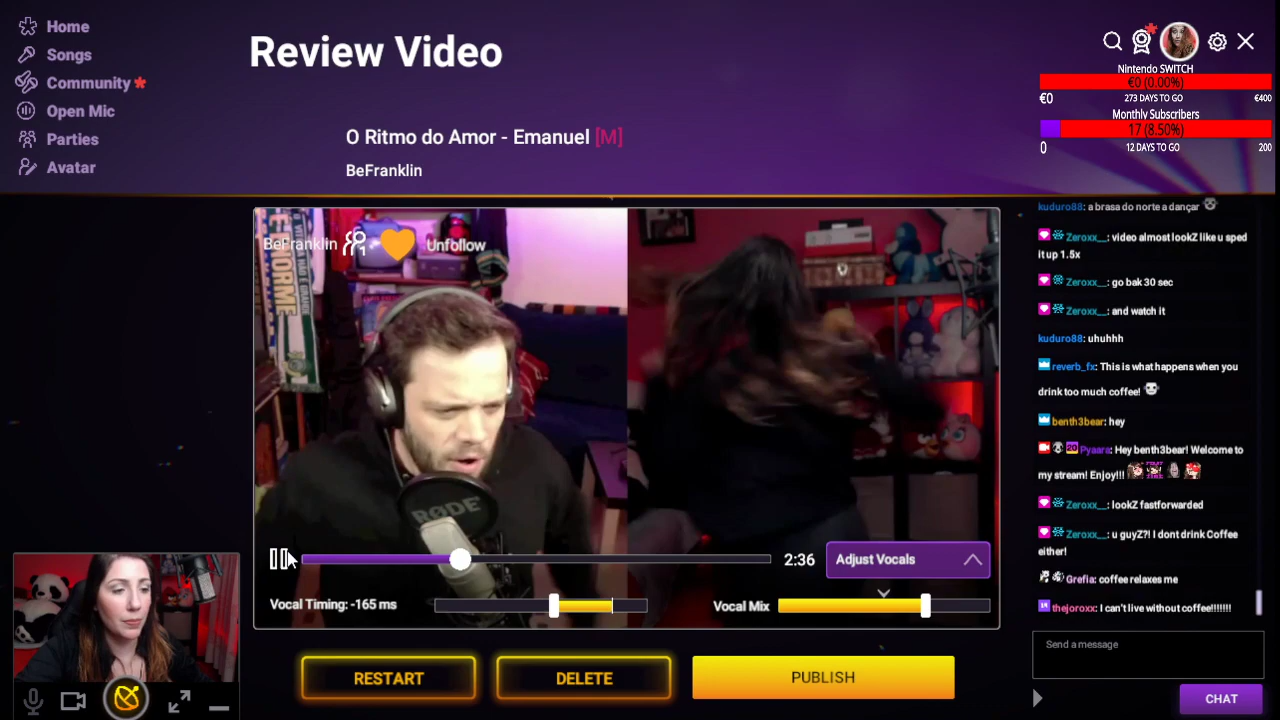 Home
Songs
Community
Open Mic
Parties
Avatar
Review Video
O Ritmo do Amor - Emanuel [M]
BeFranklin
Nintendo SWITCH
€0 (0.00%)
€0 273 DAYS TO GO €400
Monthly Subscribers
17 (8.50%)
0 12 DAYS TO GO 200
BeFranklin Unfollow
ENORME
RØDE
2:36
Adjust Vocals
Vocal Timing: -165 ms
Vocal Mix
RESTART
DELETE
PUBLISH
kuduro88: a brasa do norte a dançar
Zeroxx__: video almost lookZ like u sped
it up 1.5x
Zeroxx__: go bak 30 sec
Zeroxx__: and watch it
kuduro88: uhuhhh
reverb_fx: This is what happens when you
drink too much coffee!
benth3bear: hey
20 Pyaara: Hey benth3bear! Welcome to
my stream! Enjoy!!!
Zeroxx__: lookZ fastforwarded
Zeroxx__: u guyZ?! I dont drink Coffee
either!
Grefia: coffee relaxes me
thejoroxx: I can't live without coffee!!!!!!!
Send a message
CHAT